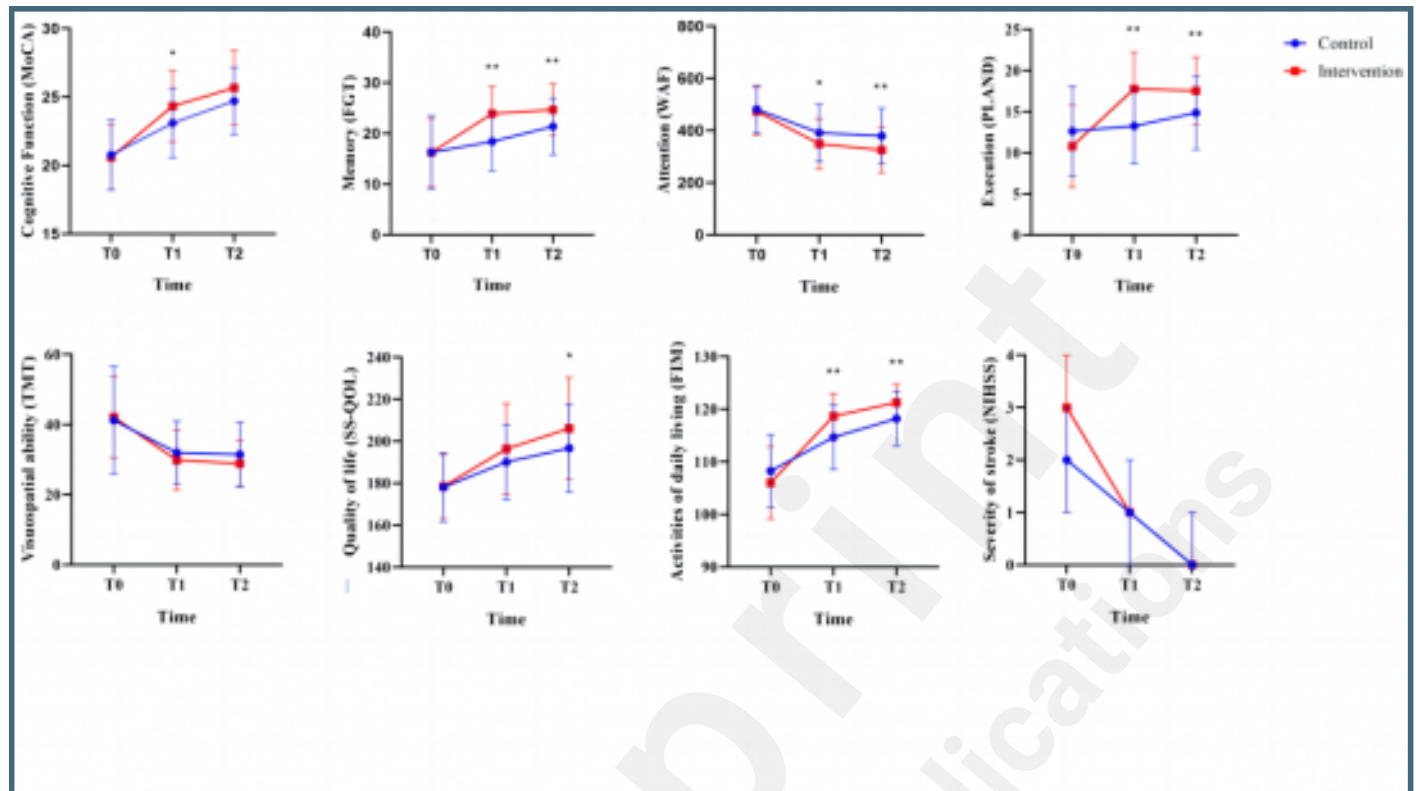 Cognitive Function (MoCA)
30
25
20
15
*
T0 T1 T2
Time
Memory (FGT)
40
30
20
10
0
** **
T0 T1 T2
Time
Attention (WAF)
800
600
400
200
0
* **
T0 T1 T2
Time
Execution (PLAND)
25
20
15
10
5
0
** **
T0 T1 T2
Time
Control
Intervention
Visuospatial ability (TMT)
60
40
20
0
T0 T1 T2
Time
Quality of life (SS-QOL)
240
220
200
180
160
140
*
T0 T1 T2
Time
Activities of daily living (FIM)
130
120
110
100
90
** **
T0 T1 T2
Time
Severity of stroke (NIHSS)
4
3
2
1
0
T0 T1 T2
Time
print
lications